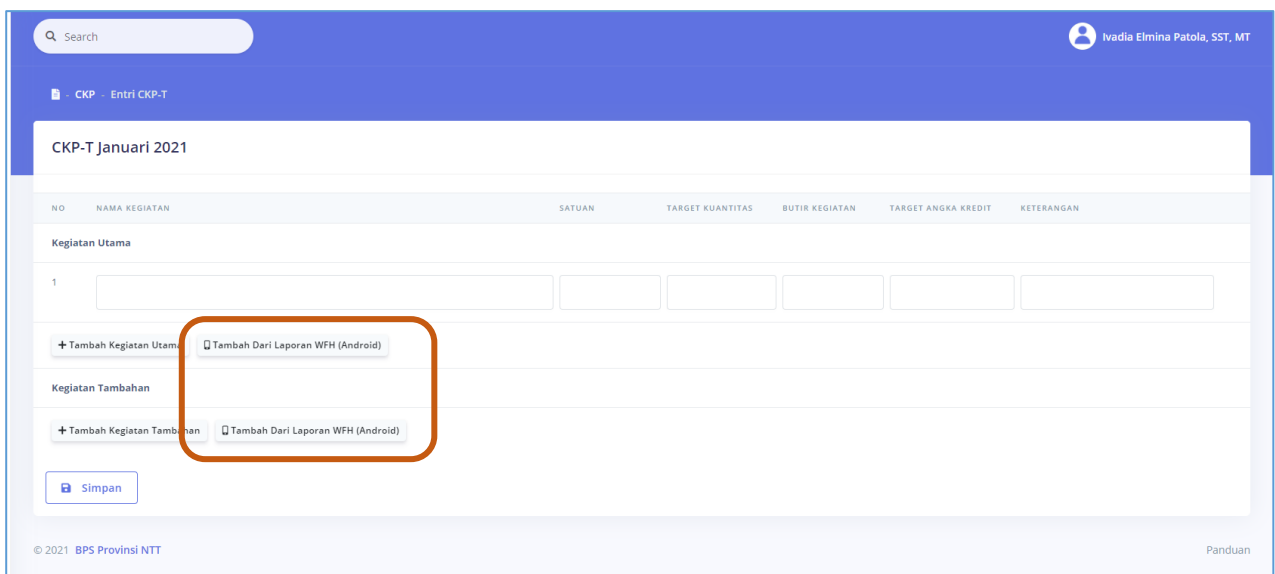 Search
Ivadia Elmina Patola, SST, MT
- CKP - Entri CKP-T
CKP-T Januari 2021
NO NAMA KEGIATAN SATUAN TARGET KUANTITAS BUTIR KEGIATAN TARGET ANGKA KREDIT KETERANGAN
Kegiatan Utama
1
+ Tambah Kegiatan Utama Tambah Dari Laporan WFH (Android)
Kegiatan Tambahan
+ Tambah Kegiatan Tambahan Tambah Dari Laporan WFH (Android)
Simpan
© 2021 BPS Provinsi NTT Panduan